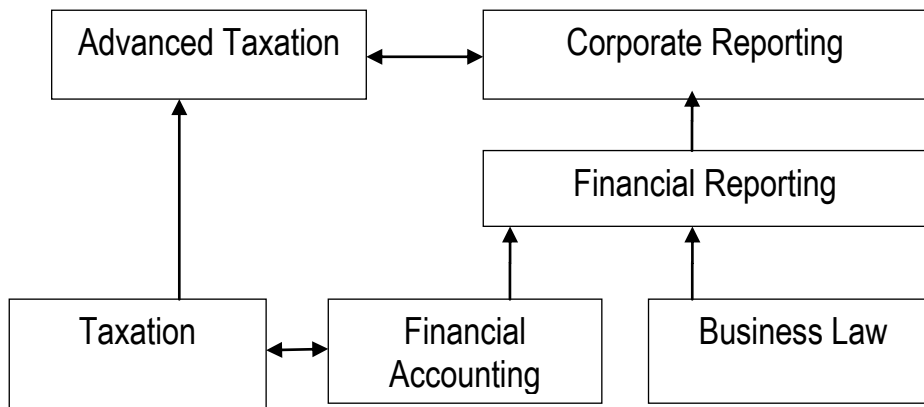 Advanced Taxation
Corporate Reporting
Financial Reporting
Taxation
Financial
Accounting
Business Law